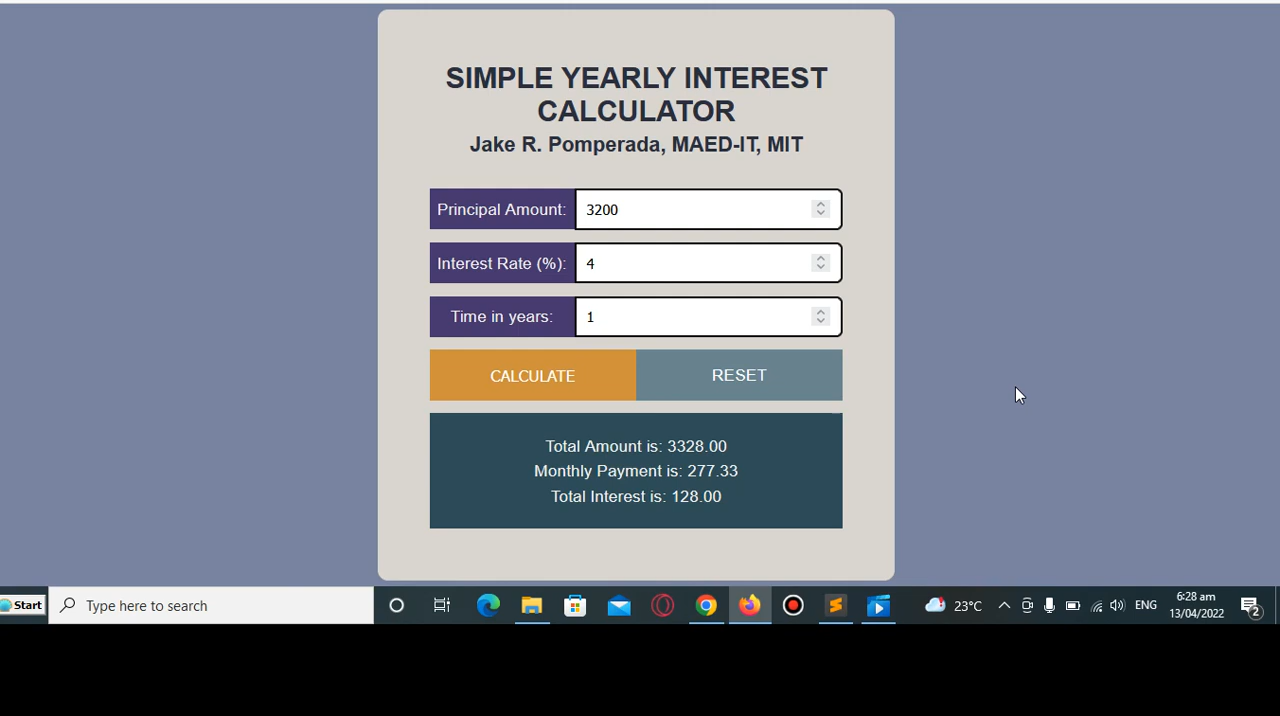 SIMPLE YEARLY INTEREST
CALCULATOR
Jake R. Pomperada, MAED-IT, MIT
Principal Amount: 3200
Interest Rate (%): 4
Time in years: 1
CALCULATE RESET
Total Amount is: 3328.00
Monthly Payment is: 277.33
Total Interest is: 128.00
Start Type here to search 23°C ENG 6:28 am
13/04/2022 2